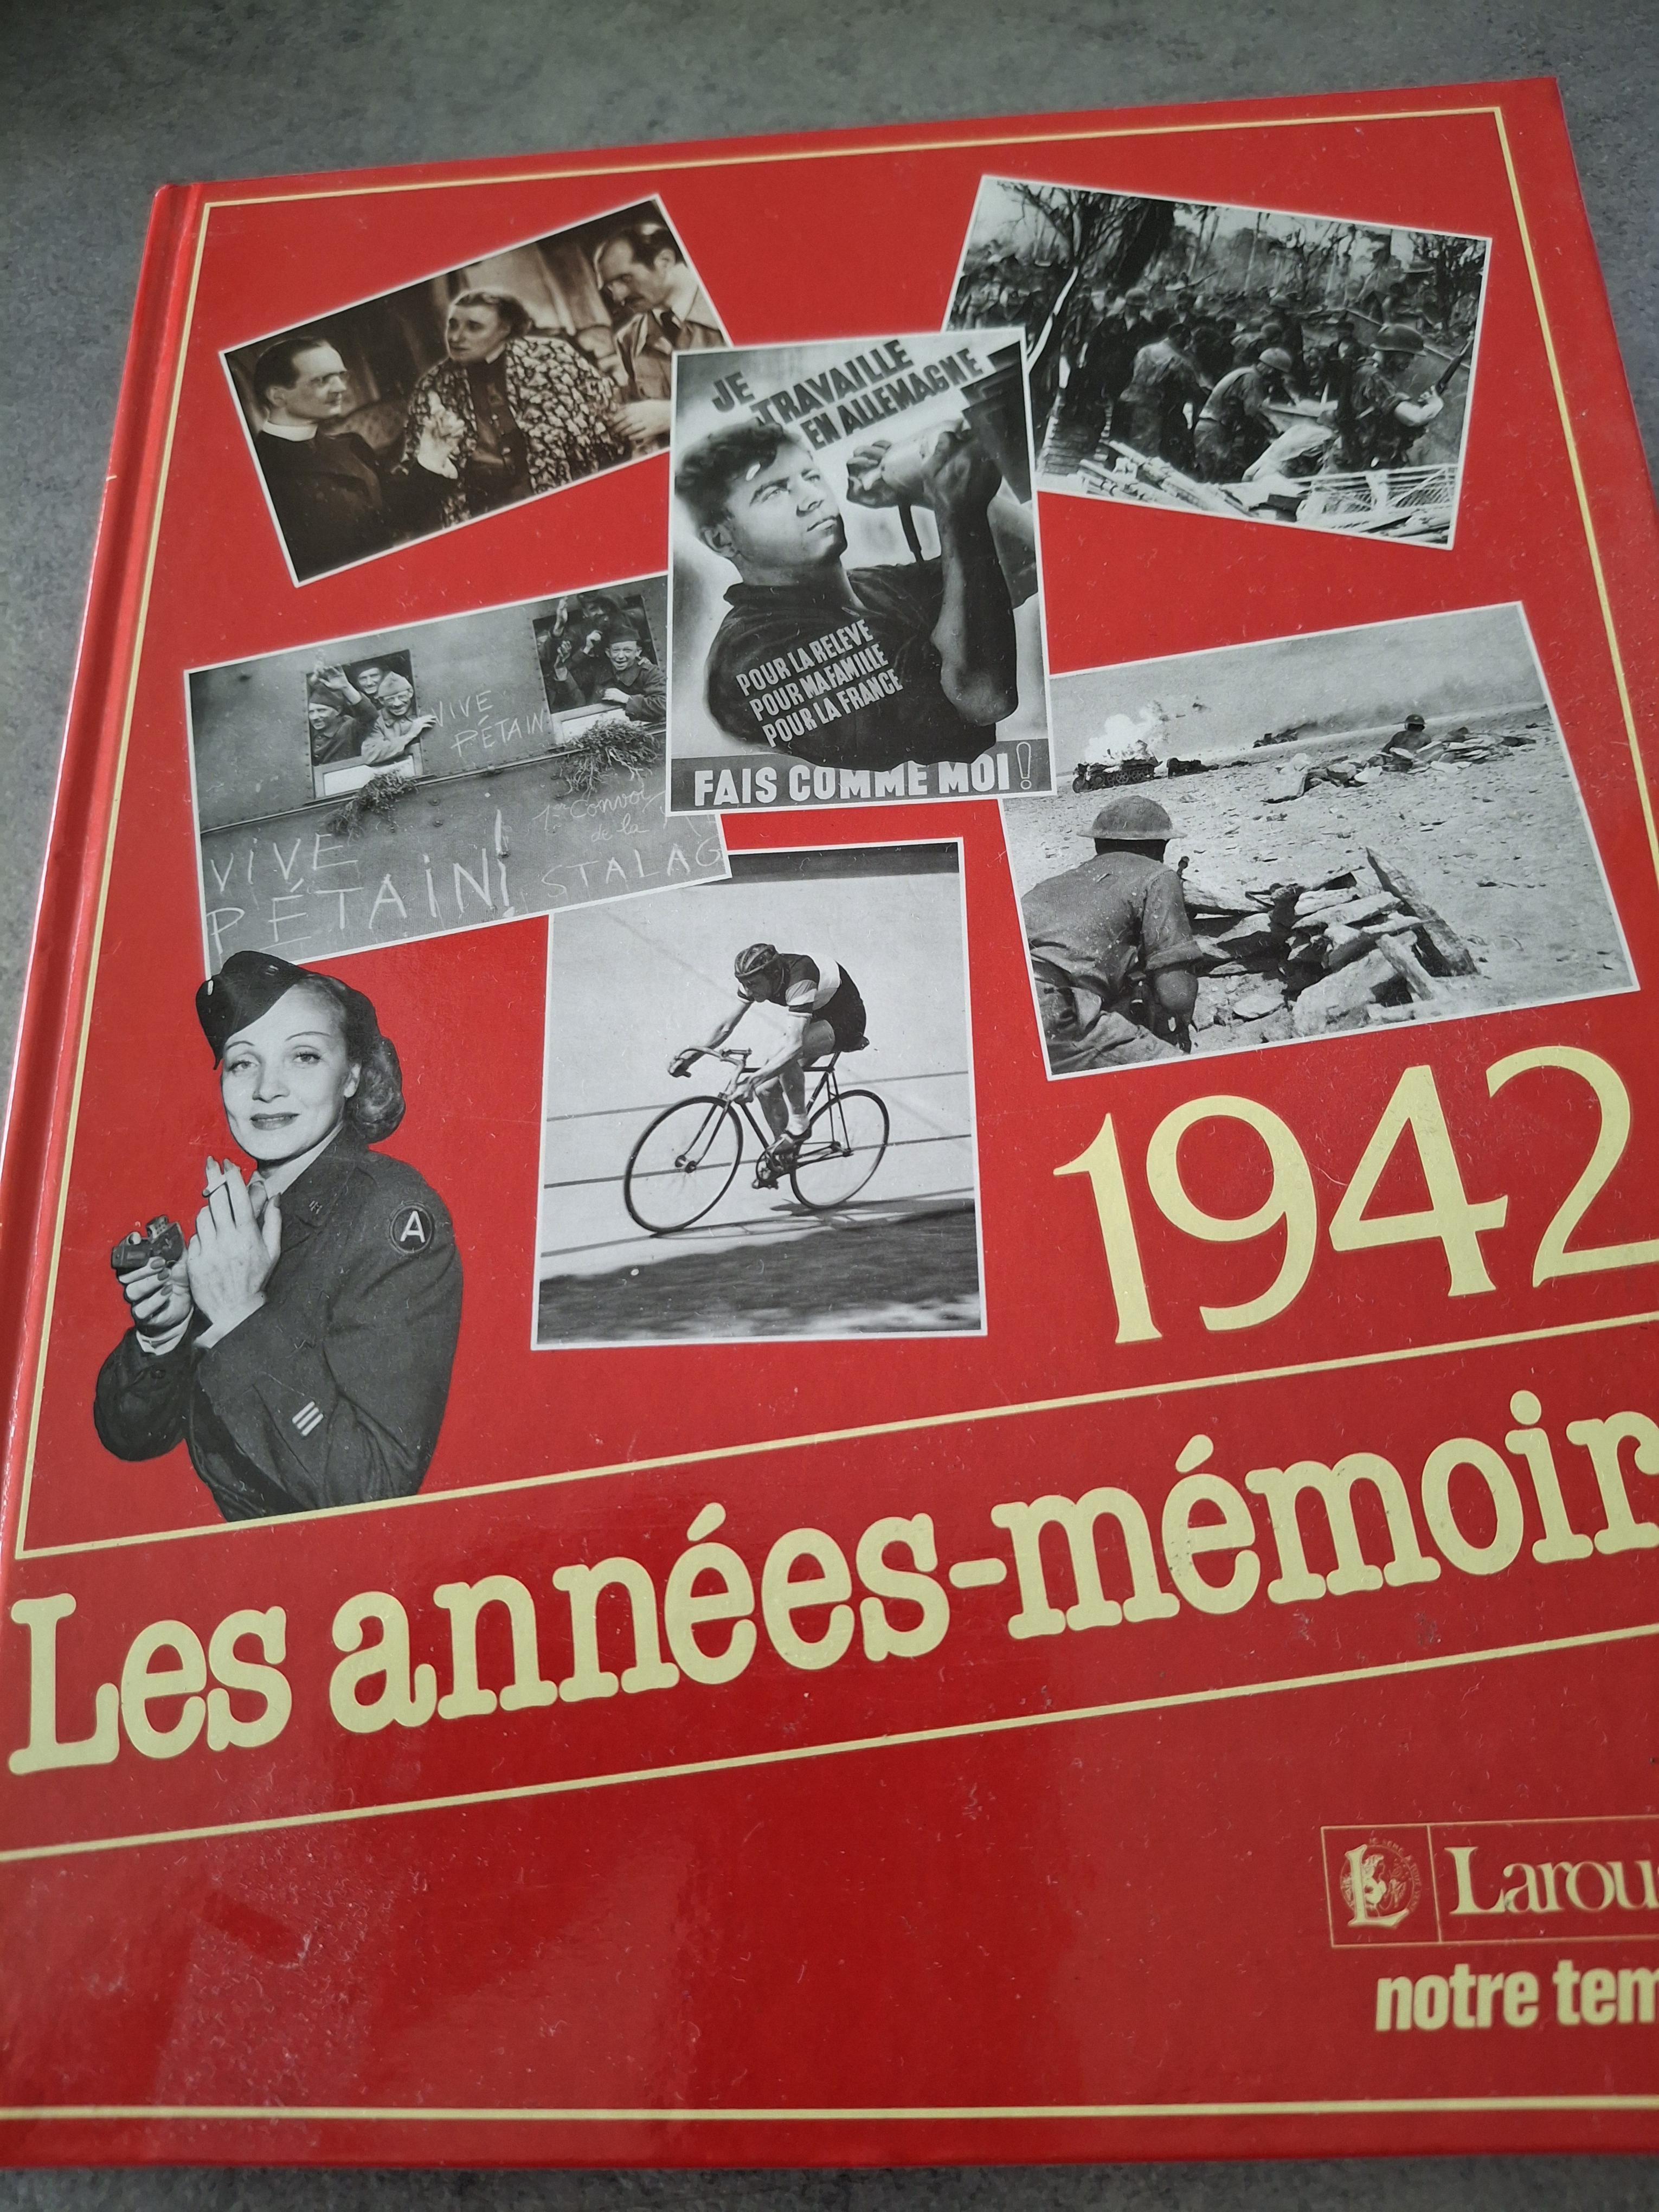 JE
TRAVAILLE
EN ALLEMAGNE
POUR LA RELEVE
POUR MA FAMILLE
POUR LA FRANCE
FAIS COMME MOI!
VIVE
PÉTAIN
1er Convoi
de la
VIVE
PÉTAIN!
STALAG
A
1942
Les années-mémoir
Larous
notre tem